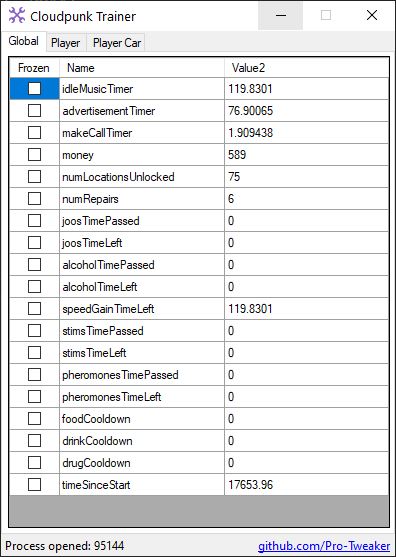 Cloudpunk Trainer
Global Player Player Car
Frozen Name Value2
idleMusicTimer 119.8301
advertisementTimer 76.90065
makeCallTimer 1.909438
money 589
numLocationsUnlocked 75
numRepairs 6
joosTimePassed 0
joosTimeLeft 0
alcoholTimePassed 0
alcoholTimeLeft 0
speedGainTimeLeft 119.8301
stimsTimePassed 0
stimsTimeLeft 0
pheromonesTimePassed 0
pheromonesTimeLeft 0
foodCooldown 0
drinkCooldown 0
drugCooldown 0
timeSinceStart 17653.96
Process opened: 95144 github.com/Pro-Tweaker